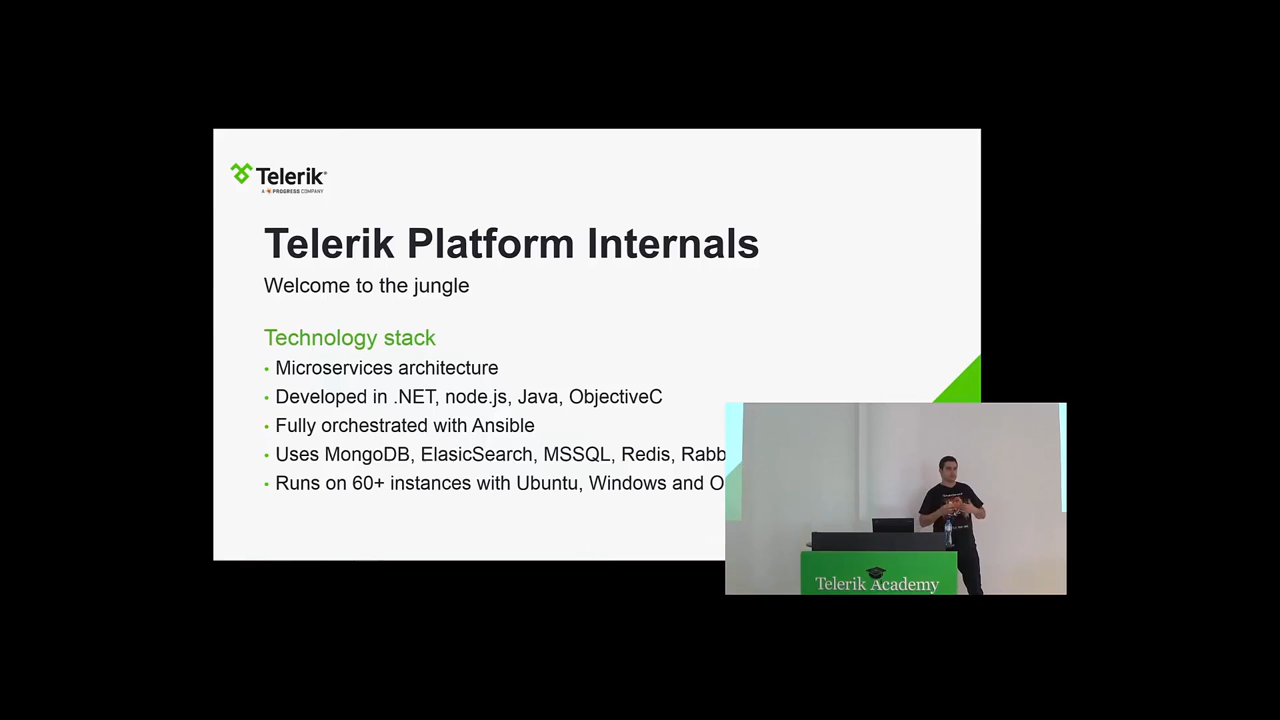 Telerik
A PROGRESS COMPANY
Telerik Platform Internals
Welcome to the jungle
Technology stack
• Microservices architecture
• Developed in .NET, node.js, Java, ObjectiveC
• Fully orchestrated with Ansible
• Uses MongoDB, ElasicSearch, MSSQL, Redis, Rabb
• Runs on 60+ instances with Ubuntu, Windows and O
Telerik Academy